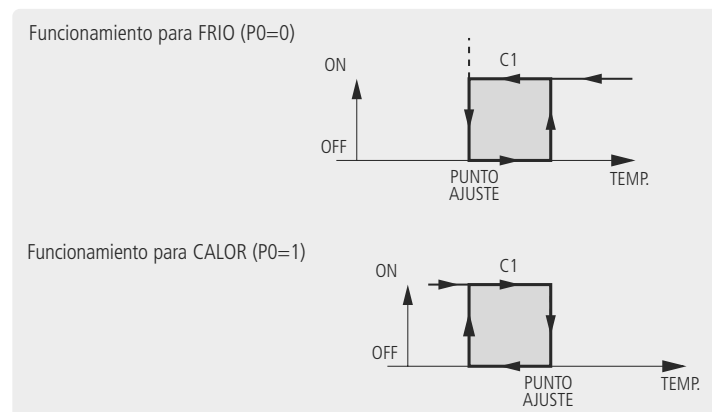 Funcionamiento para FRIO (P0=0)
ON
C1
OFF
PUNTO
AJUSTE
TEMP.
Funcionamiento para CALOR (P0=1)
ON
C1
OFF
PUNTO
AJUSTE
TEMP.